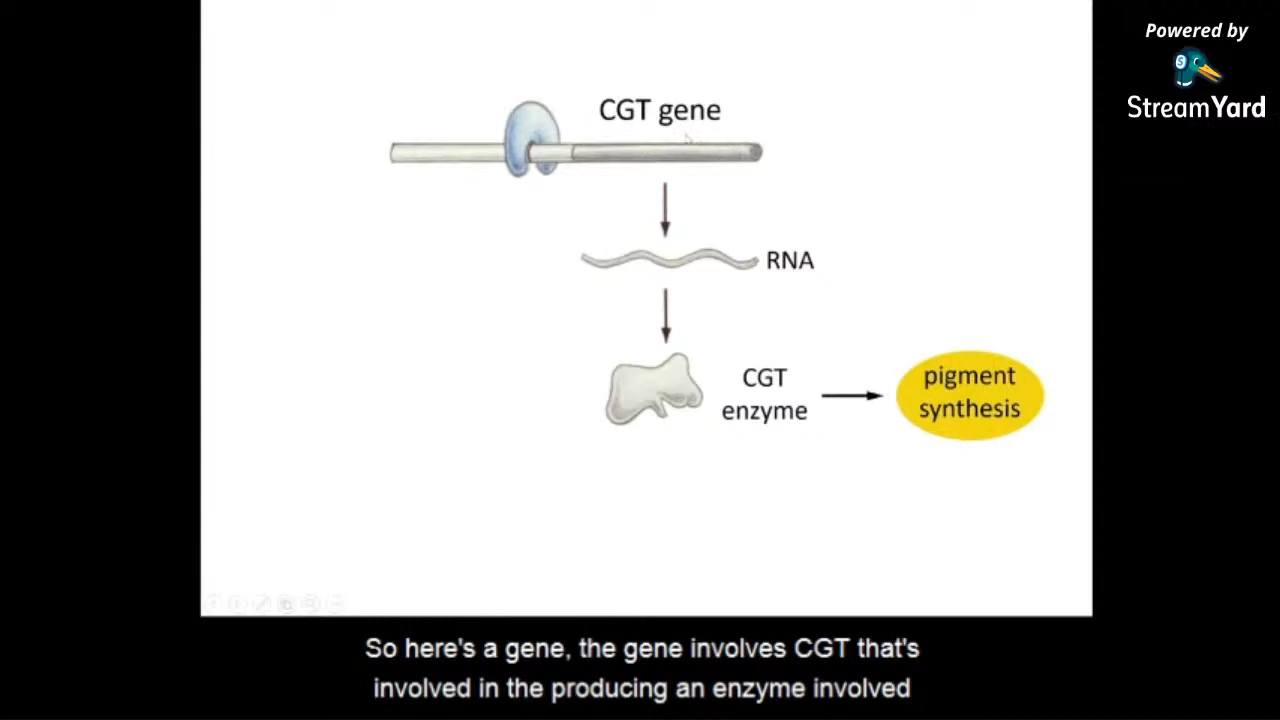 Powered by
StreamYard
CGT gene
RNA
CGT
enzyme
pigment
synthesis
So here's a gene, the gene involves CGT that's
involved in the producing an enzyme involved